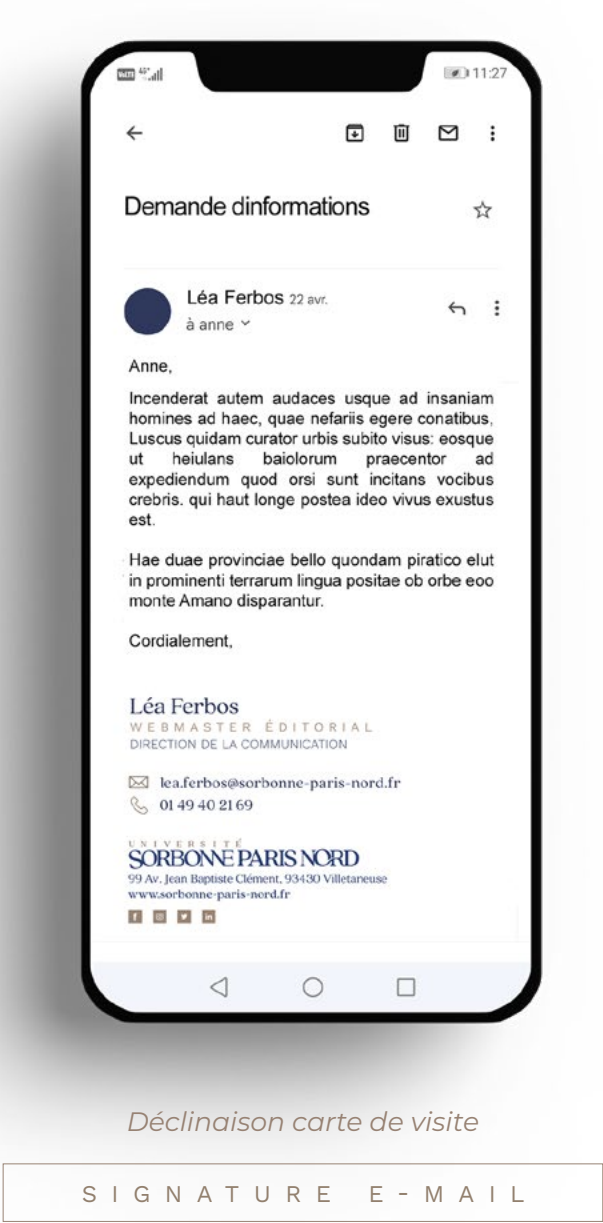 VoLTE 4G+ 11:27
Demande dinformations
Léa Ferbos 22 avr.
à anne
Anne,
Incenderat autem audaces usque ad insaniam
homines ad haec, quae nefariis egere conatibus,
Luscus quidam curator urbis subito visus: eosque
ut heiulans baiolorum praecentor ad
expediendum quod orsi sunt incitans vocibus
crebris. qui haut longe postea ideo vivus exustus
est.
Hae duae provinciae bello quondam piratico elut
in prominenti terrarum lingua positae ob orbe eoo
monte Amano disparantur.
Cordialement,
Léa Ferbos
WEBMASTER ÉDITORIAL
DIRECTION DE LA COMMUNICATION
lea.ferbos@sorbonne-paris-nord.fr
01 49 40 21 69
UNIVERSITÉ
SORBONNE PARIS NORD
99 Av. Jean Baptiste Clément, 93430 Villetaneuse
www.sorbonne-paris-nord.fr
Déclinaison carte de visite
SIGNATURE E-MAIL